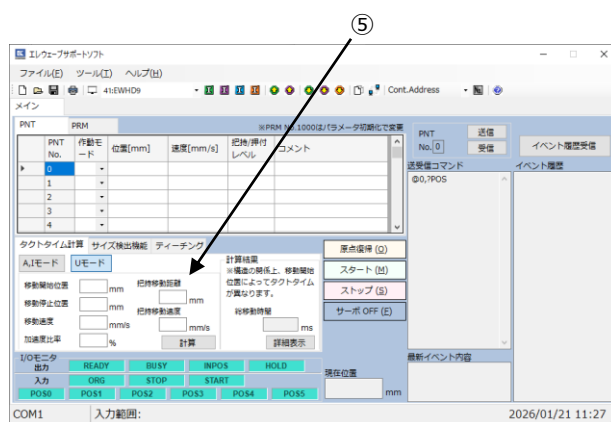 ⑤
エレウェーブサポートソフト
ファイル(F) ツール(T) ヘルプ(H)
41:EWHD9 Cont.Address
メイン
PNT PRM ※PRM NO.1000はパラメータ初期化で変更
PNT No. 作動モード 位置[mm] 速度[mm/s] 把持/押付レベル コメント
0
1
2
3
4
PNT No. 0 送信 受信
イベント履歴受信
送受信コマンド
@0,?POS
イベント履歴
タクトタイム計算 サイズ検出機能 ティーチング
A,Iモード Uモード
移動開始位置 mm 把持移動距離
移動停止位置 mm mm
把持移動速度
移動速度 mm/s mm/s
加速度比率 % 計算
計算結果
※構造の関係上、移動開始
位置によってタクトタイム
が異なります。
総移動時間
ms
詳細表示
原点復帰 (O)
スタート (M)
ストップ (S)
サーボ OFF (F)
最新イベント内容
I/Oモニタ
出力 READY BUSY INPOS HOLD
入力 ORG STOP START
POS0 POS1 POS2 POS3 POS4 POS5
現在位置
mm
COM1 入力範囲: 2026/01/21 11:27